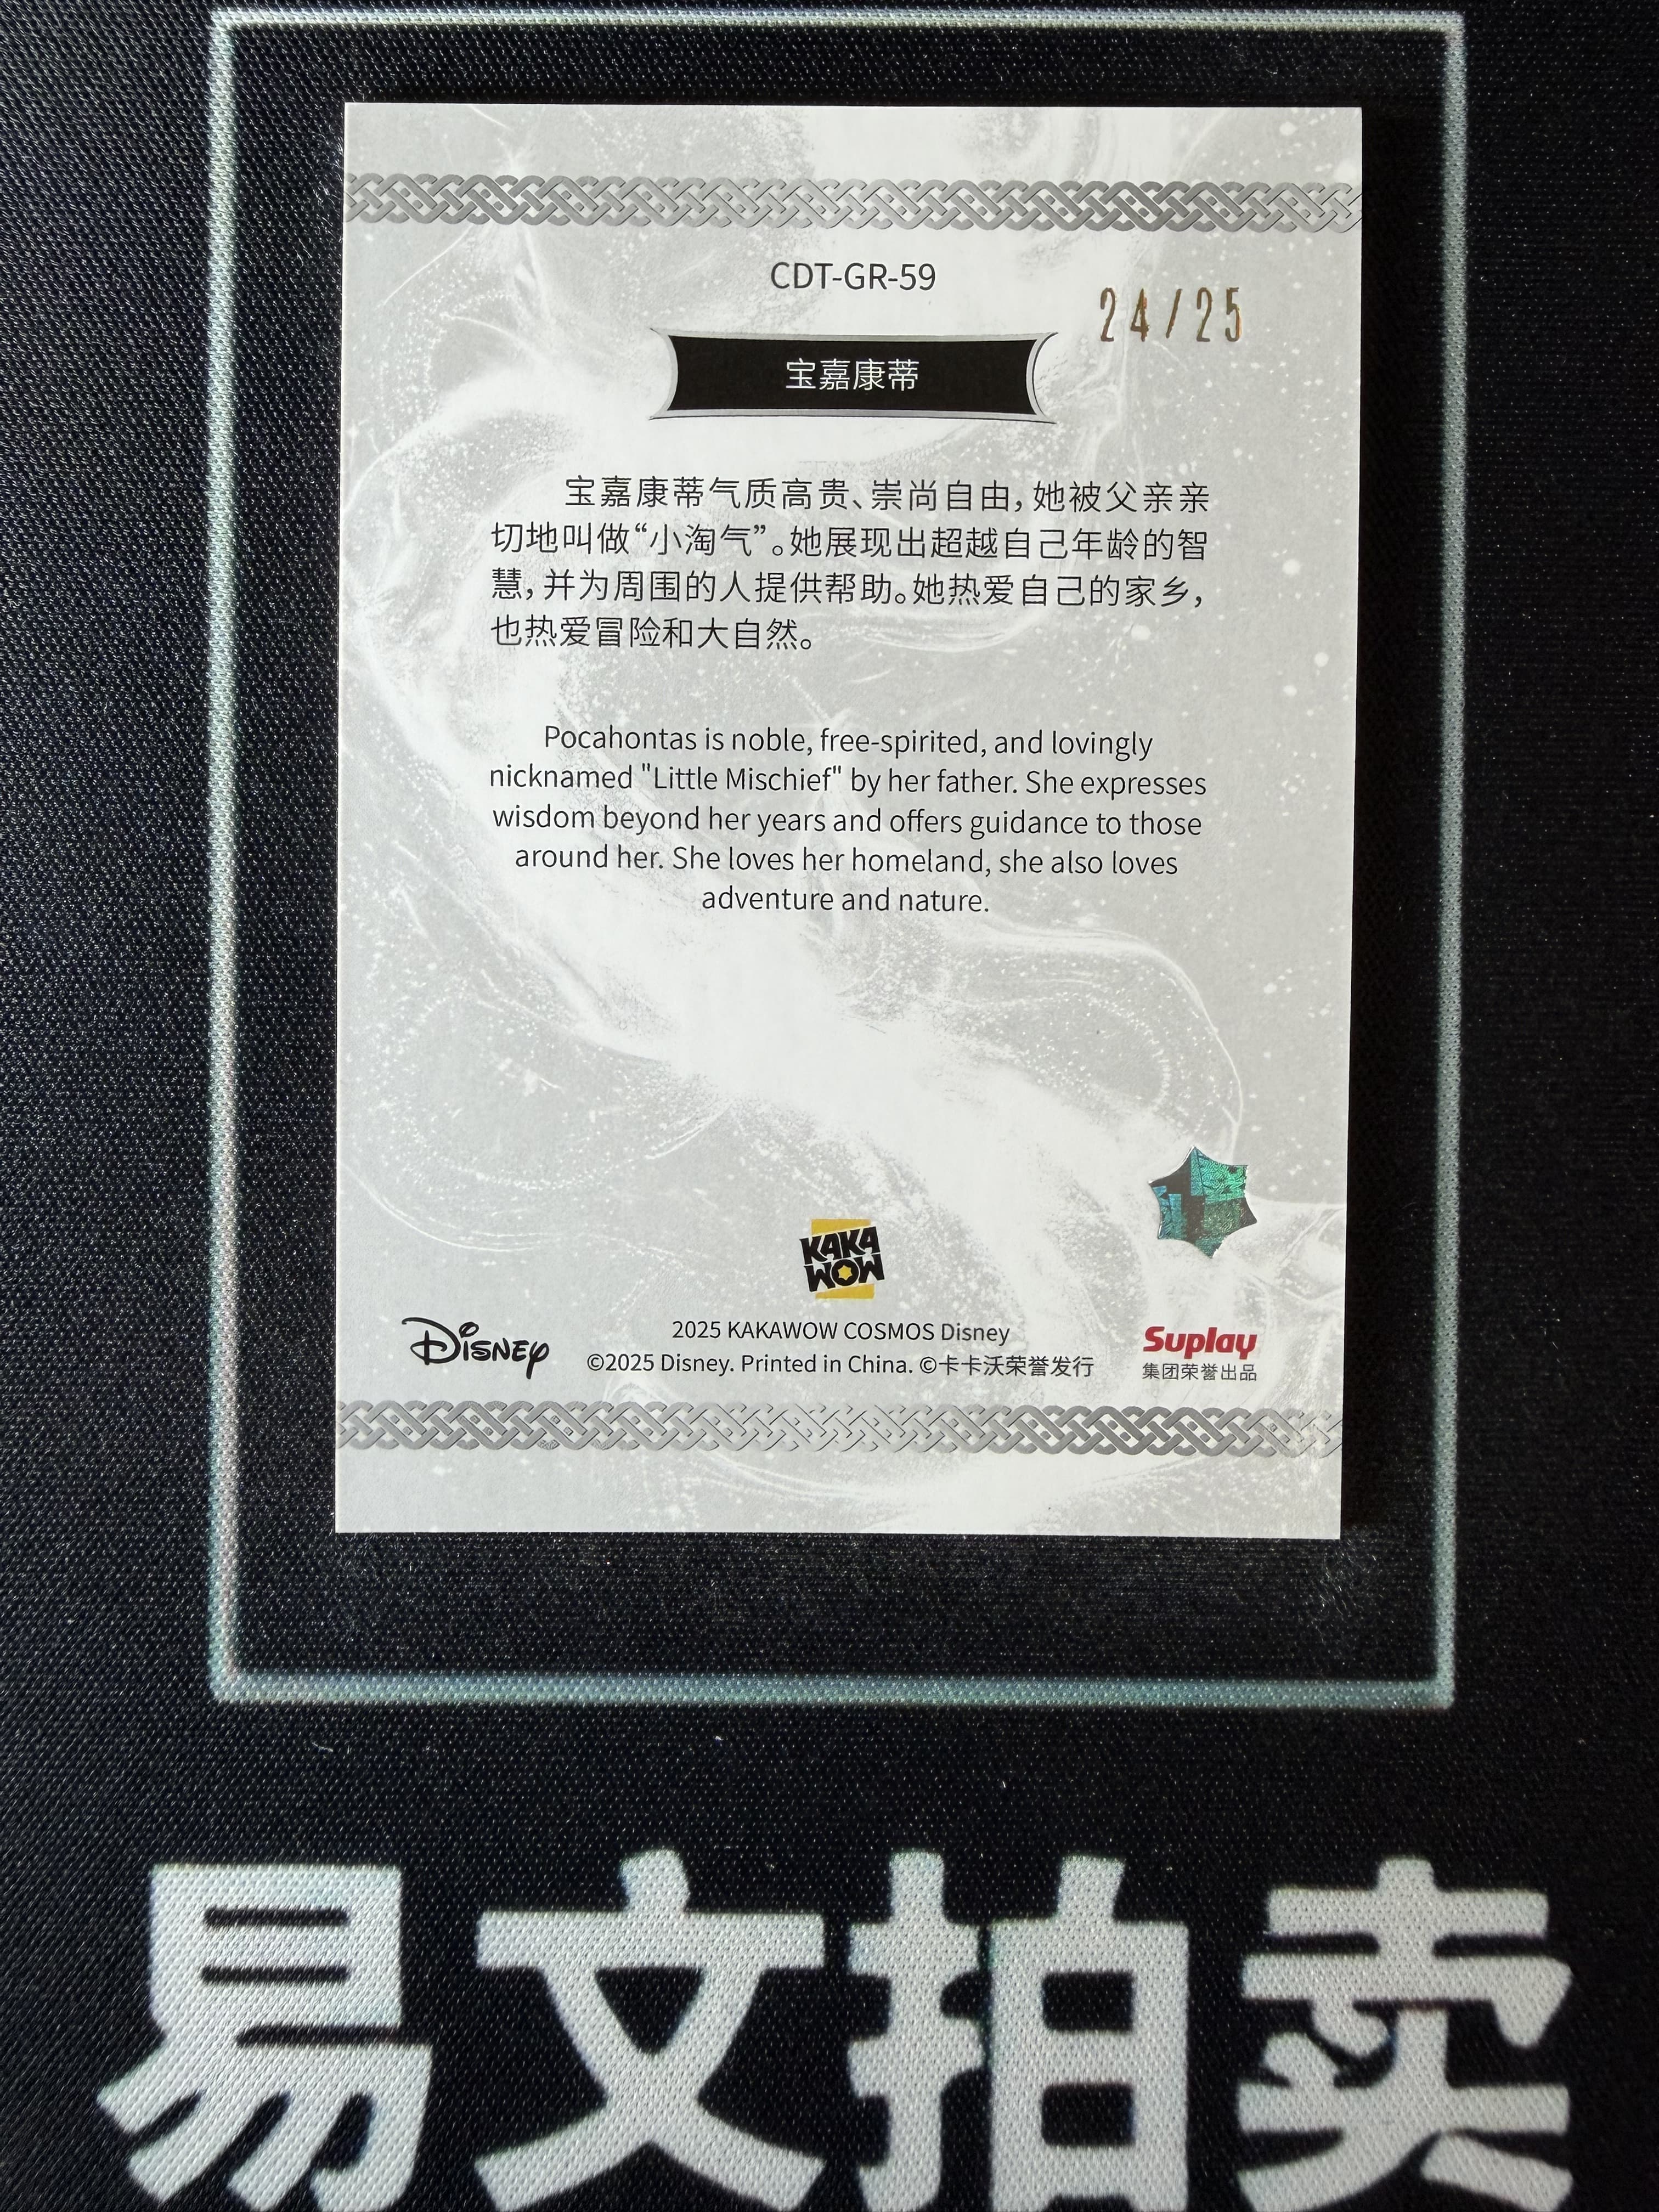 CDT-GR-59
24/25
宝嘉康蒂
宝嘉康蒂气质高贵、崇尚自由,她被父亲亲
切地叫做“小淘气”。她展现出超越自己年龄的智
慧,并为周围的人提供帮助。她热爱自己的家乡,
也热爱冒险和大自然。
Pocahontas is noble, free-spirited, and lovingly
nicknamed "Little Mischief" by her father. She expresses
wisdom beyond her years and offers guidance to those
around her. She loves her homeland, she also loves
adventure and nature.
KAKA
WOW
Disney
2025 KAKAWOW COSMOS Disney
©2025 Disney. Printed in China. ©卡卡沃荣誉发行
Suplay
集团荣誉出品
易文拍卖